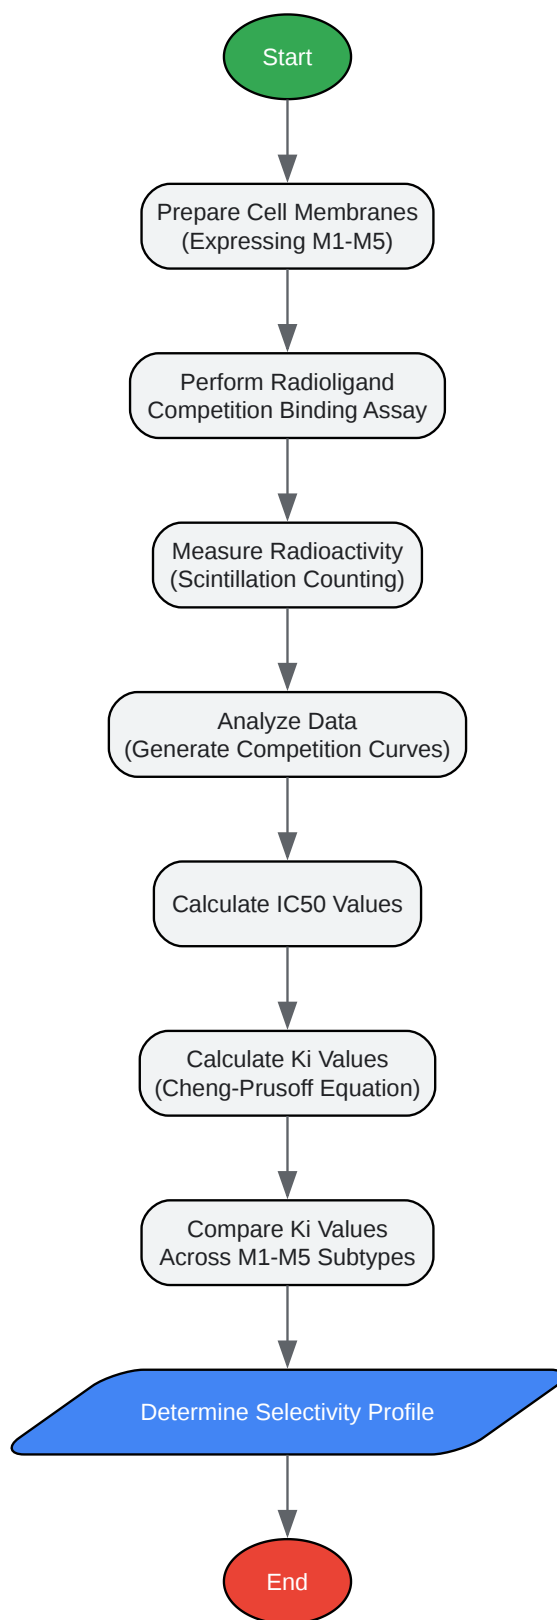 Start
Prepare Cell Membranes
(Expressing M1-M5)
Perform Radioligand
Competition Binding Assay
Measure Radioactivity
(Scintillation Counting)
Analyze Data
(Generate Competition Curves)
Calculate IC50 Values
Calculate Ki Values
(Cheng-Prusoff Equation)
Compare Ki Values
Across M1-M5 Subtypes
Determine Selectivity Profile
End